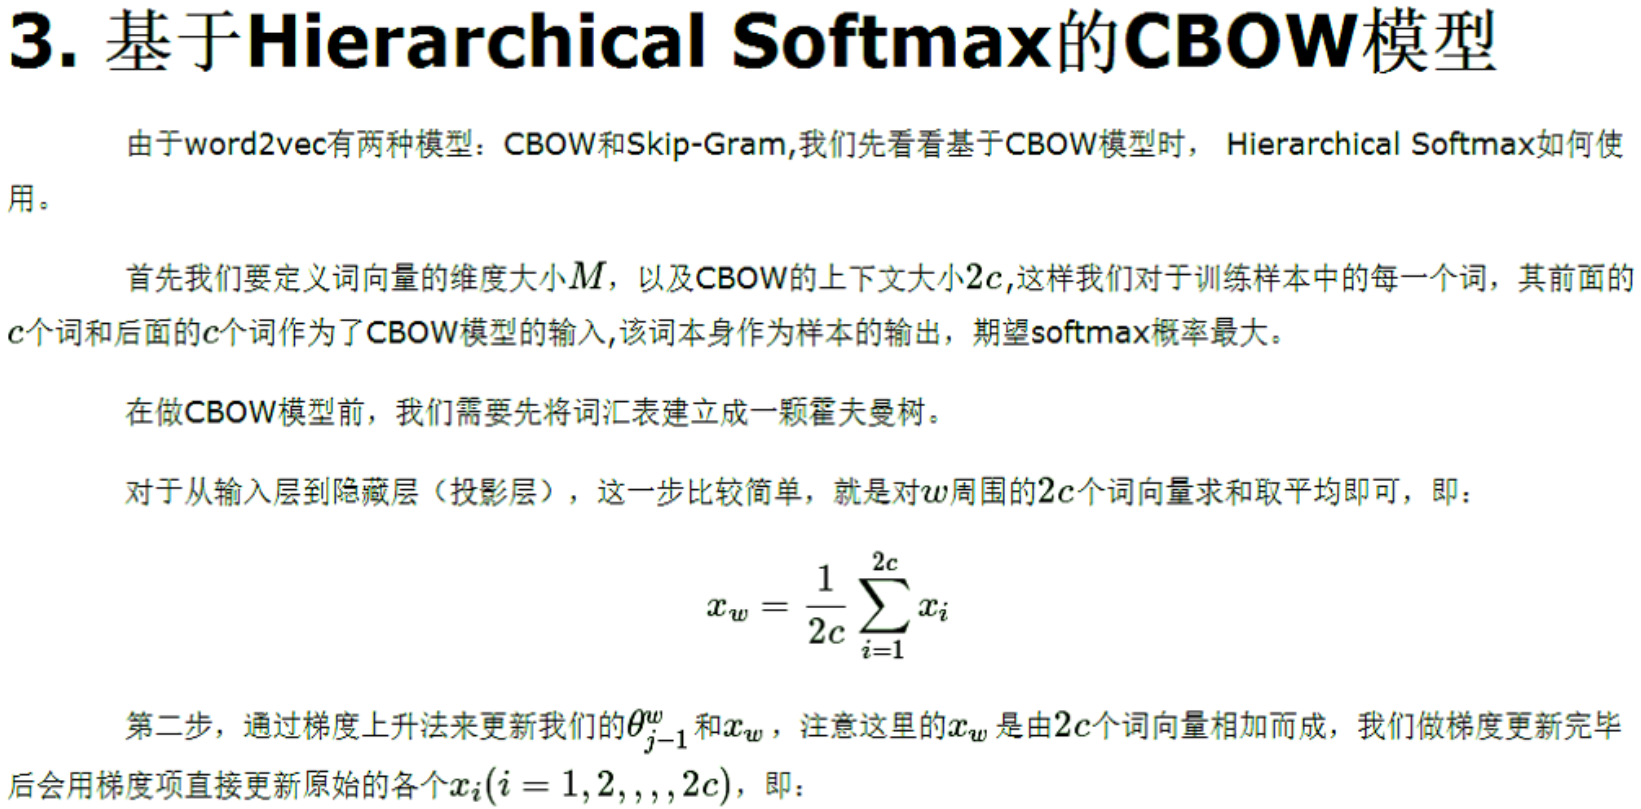 3. 基于Hierarchical Softmax的CBOW模型
由于word2vec有两种模型：CBOW和Skip-Gram,我们先看看基于CBOW模型时， Hierarchical Softmax如何使
用。
首先我们要定义词向量的维度大小M，以及CBOW的上下文大小2c,这样我们对于训练样本中的每一个词，其前面的
c个词和后面的c个词作为了CBOW模型的输入,该词本身作为样本的输出，期望softmax概率最大。
在做CBOW模型前，我们需要先将词汇表建立成一颗霍夫曼树。
对于从输入层到隐藏层（投影层），这一步比较简单，就是对w周围的2c个词向量求和取平均即可，即：
$x_w = \frac{1}{2c} \sum_{i=1}^{2c} x_i$
第二步，通过梯度上升法来更新我们的$\theta_{j-1}^w$和$x_w$，注意这里的$x_w$是由2c个词向量相加而成，我们做梯度更新完毕
后会用梯度项直接更新原始的各个$x_i(i = 1,2,,,,2c)$，即：